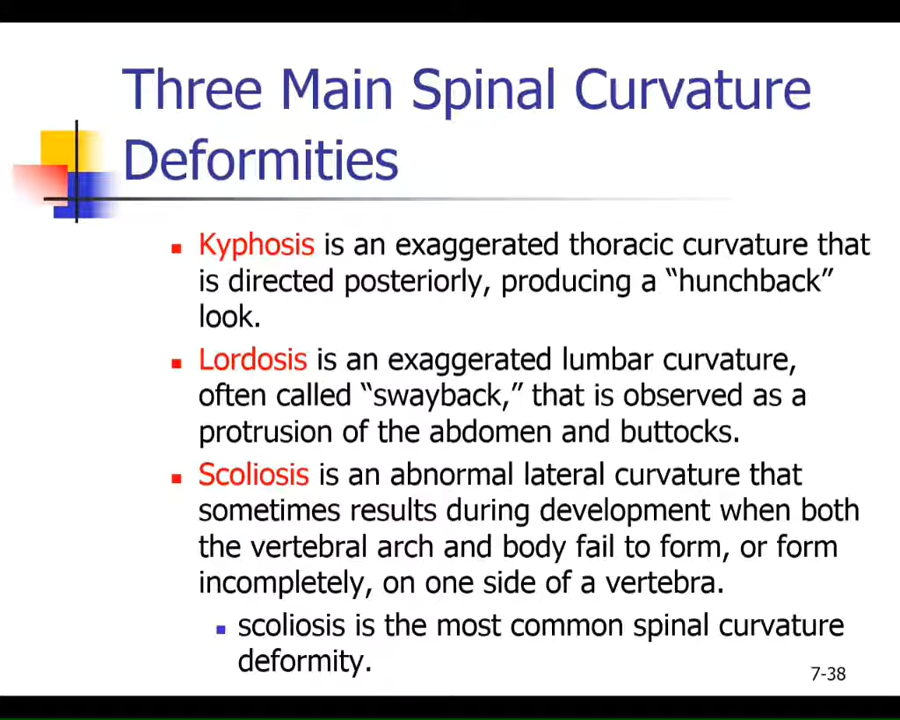 Three Main Spinal Curvature
Deformities
Kyphosis is an exaggerated thoracic curvature that
is directed posteriorly, producing a “hunchback”
look.
Lordosis is an exaggerated lumbar curvature,
often called “swayback,” that is observed as a
protrusion of the abdomen and buttocks.
Scoliosis is an abnormal lateral curvature that
sometimes results during development when both
the vertebral arch and body fail to form, or form
incompletely, on one side of a vertebra.
scoliosis is the most common spinal curvature
deformity.
7-38